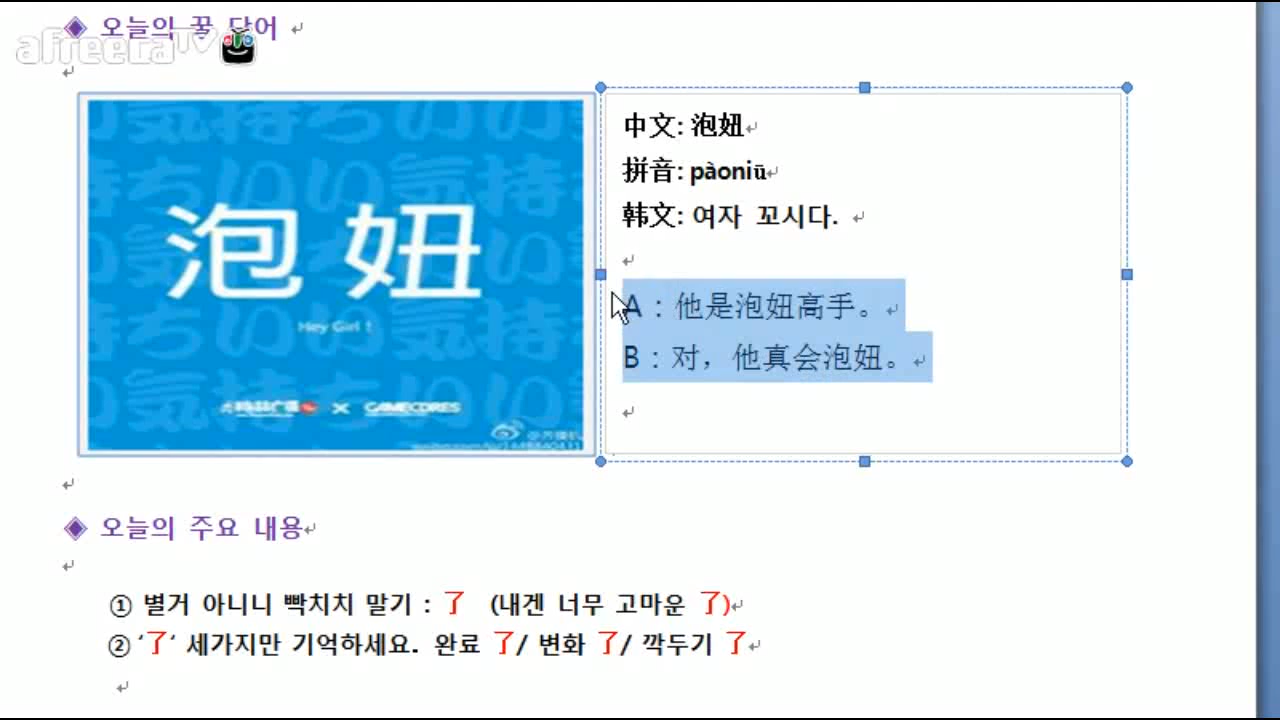 ◈ 오늘의 꿀 단어
afreecaTV
泡妞
Hey Girl !
GAMECORES
中文: 泡妞
拼音: pàoniū
韩文: 여자 꼬시다.
A：他是泡妞高手。
B：对，他真会泡妞。
◈ 오늘의 주요 내용
① 별거 아니니 빡치치 말기 : 了 (내겐 너무 고마운 了)
② ‘了‘ 세가지만 기억하세요. 완료 了/ 변화 了/ 깍두기 了